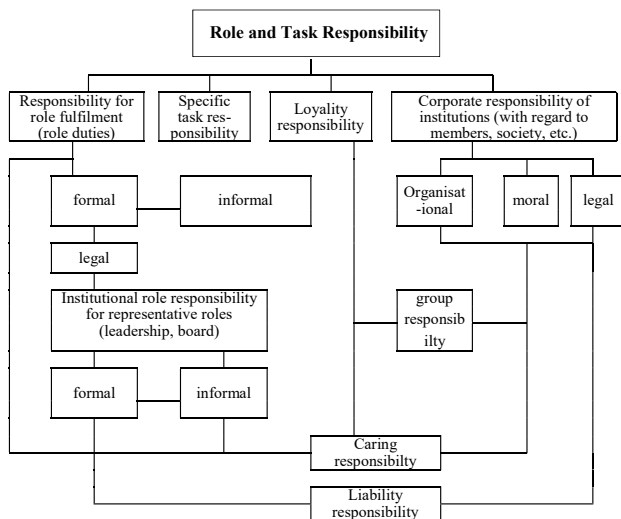 Role and Task Responsibility
Responsibility for
role fulfilment
(role duties)
Specific
task res-
ponsibility
Loyality
responsibility
Corporate responsibility of
institutions (with regard to
members, society, etc.)
formal
informal
Organisat
-ional
moral
legal
legal
Institutional role responsibility
for representative roles
(leadership, board)
group
responsib
ilty
formal
informal
Caring
responsibilty
Liability
responsibility